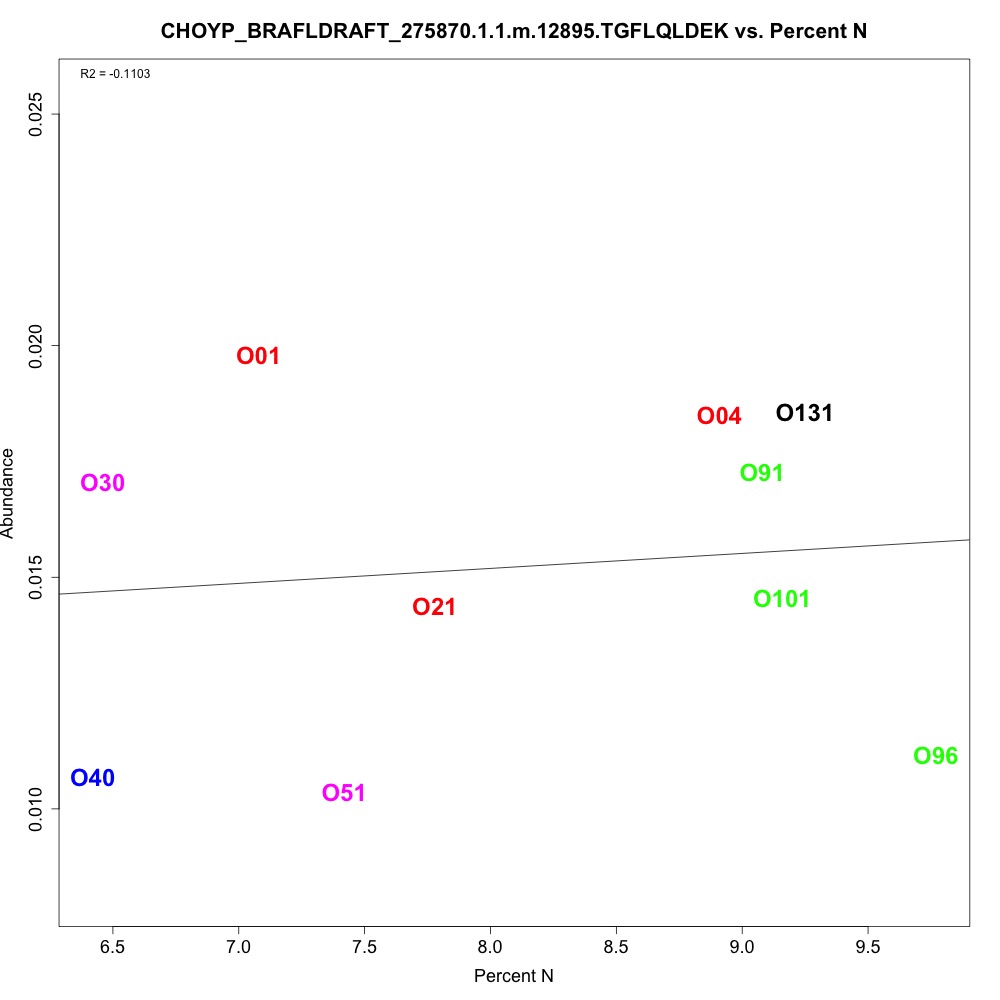 CHOYP_BRAFLDRAFT_275870.1.1.m.12895.TGFLQLDEK vs. Percent N
R2 = -0.1103
0.025
0.020
0.015
0.010
Abundance
O01
O04
O131
O91
O30
O21
O101
O96
O40
O51
6.5 7.0 7.5 8.0 8.5 9.0 9.5
Percent N